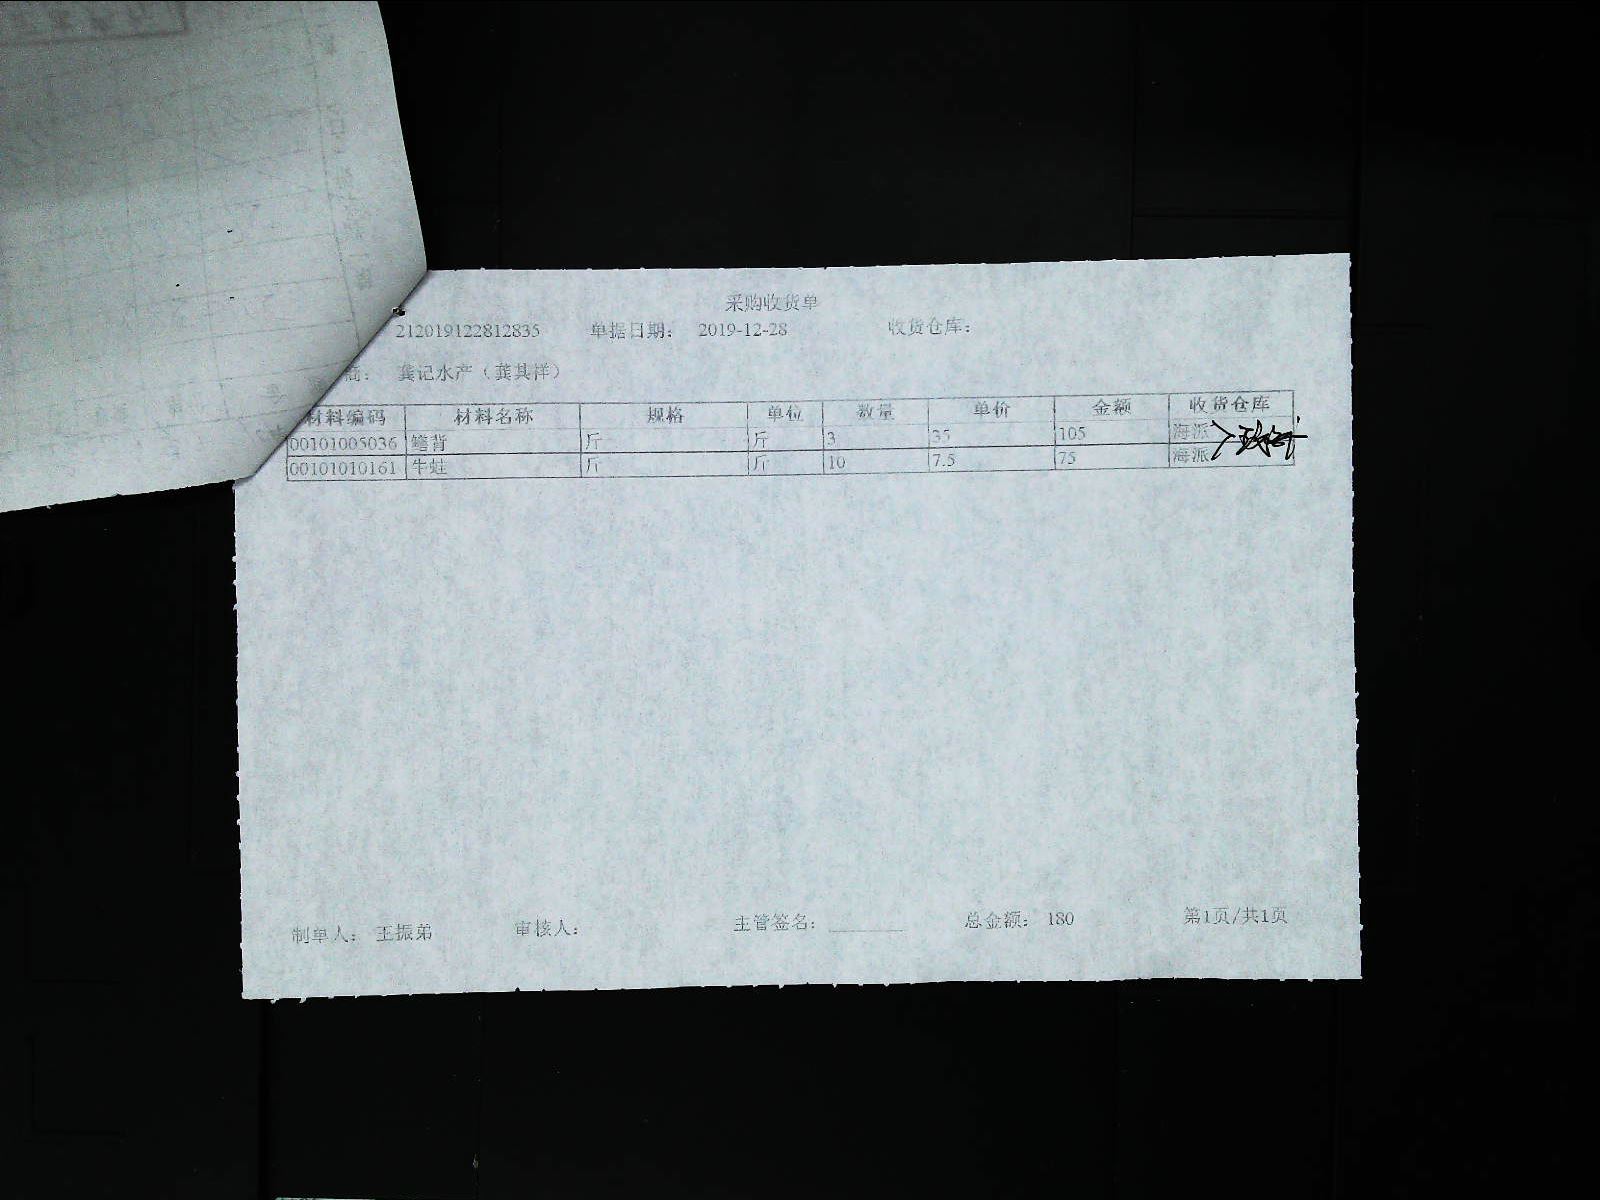 采购收货单
212019122812835 单据日期： 2019-12-28 收货仓库：
商： 龚记水产（龚其祥）
材料编码 材料名称 规格 单位 数量 单价 金额 收货仓库
00101005036 鳝背 斤 斤 3 35 105 海派
00101010161 牛蛙 斤 斤 10 7.5 75 海派
制单人： 王振弟 审核人： 主管签名： 总金额： 180 第1页/共1页